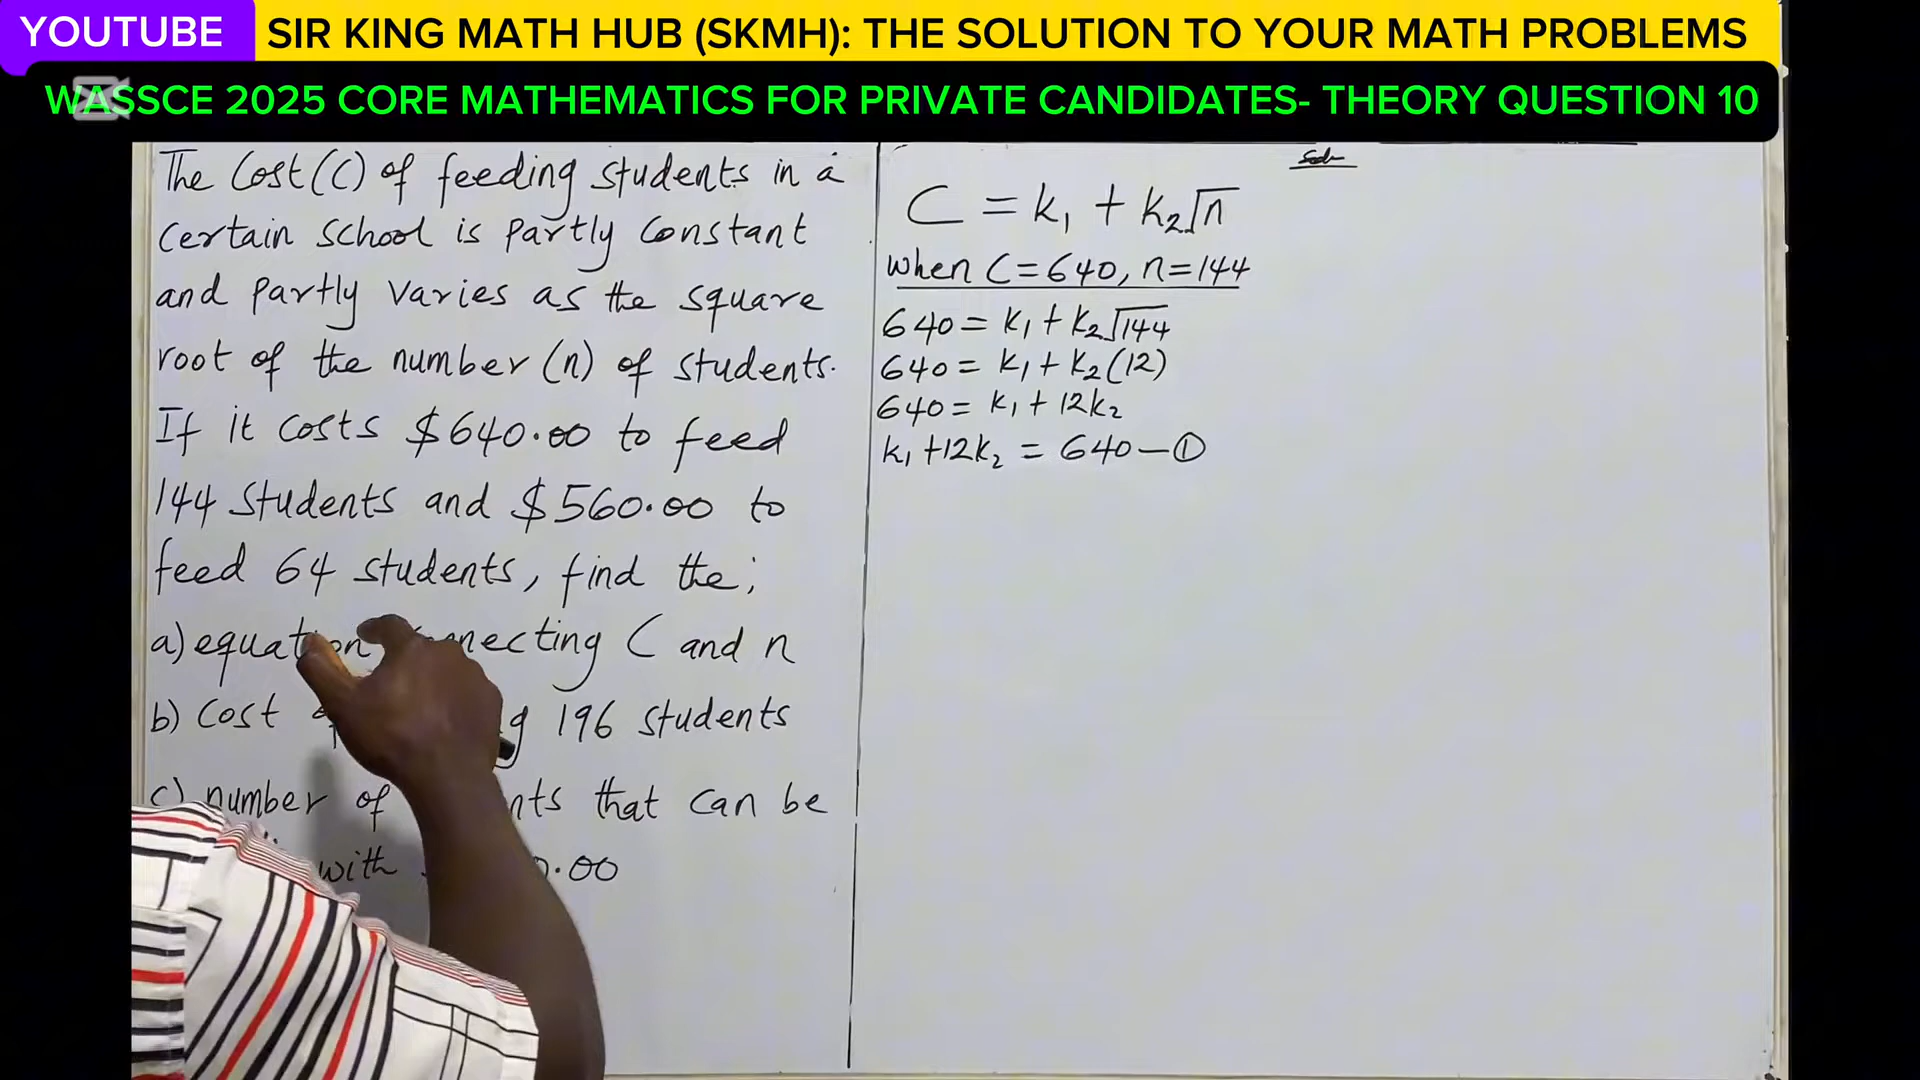 YOUTUBE
SIR KING MATH HUB (SKMH): THE SOLUTION TO YOUR MATH PROBLEMS
WASSCE 2025 CORE MATHEMATICS FOR PRIVATE CANDIDATES- THEORY QUESTION 10
The Cost(C) of feeding students in a
certain school is partly constant
and partly varies as the square
root of the number (n) of students.
If it costs $640.00 to feed
144 students and $560.00 to
feed 64 students, find the;
a) equation connecting C and n
b) Cost 196 students
c) number of that can be
with .00
Soln
C = k₁ + k₂√n
when C=640, n=144
640 = k₁ + k₂√144
640 = k₁ + k₂(12)
640 = k₁ + 12k₂
k₁+12k₂ = 640 — ①